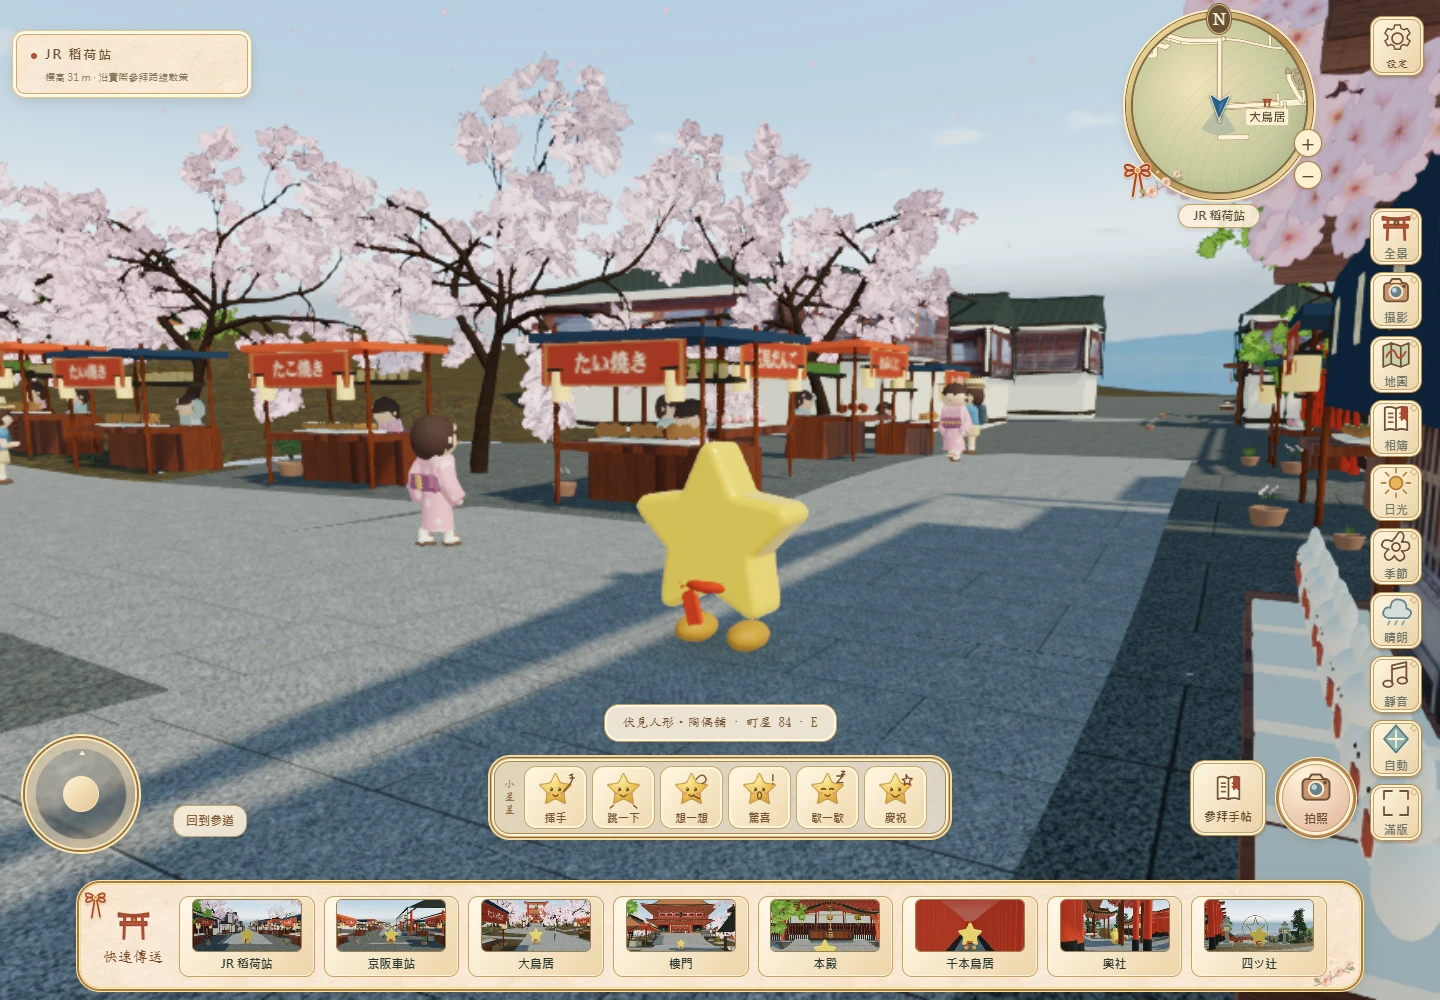 JR 稻荷站
標高 31 m · 沿實際參拜路線散策
N
大鳥居
+
−
JR 稻荷站
設定
全景
攝影
地圖
相簿
日光
季節
晴朗
靜音
自動
滿版
たい焼き
たこ焼き
たい焼き
伏見人形・陶偶舖 · 町屋 84 · E
小星星
揮手
跳一下
想一想
驚喜
歇一歇
慶祝
回到參道
參拜手帖
拍照
快速傳送
JR 稻荷站
京阪車站
大鳥居
樓門
本殿
千本鳥居
奧社
四ツ辻